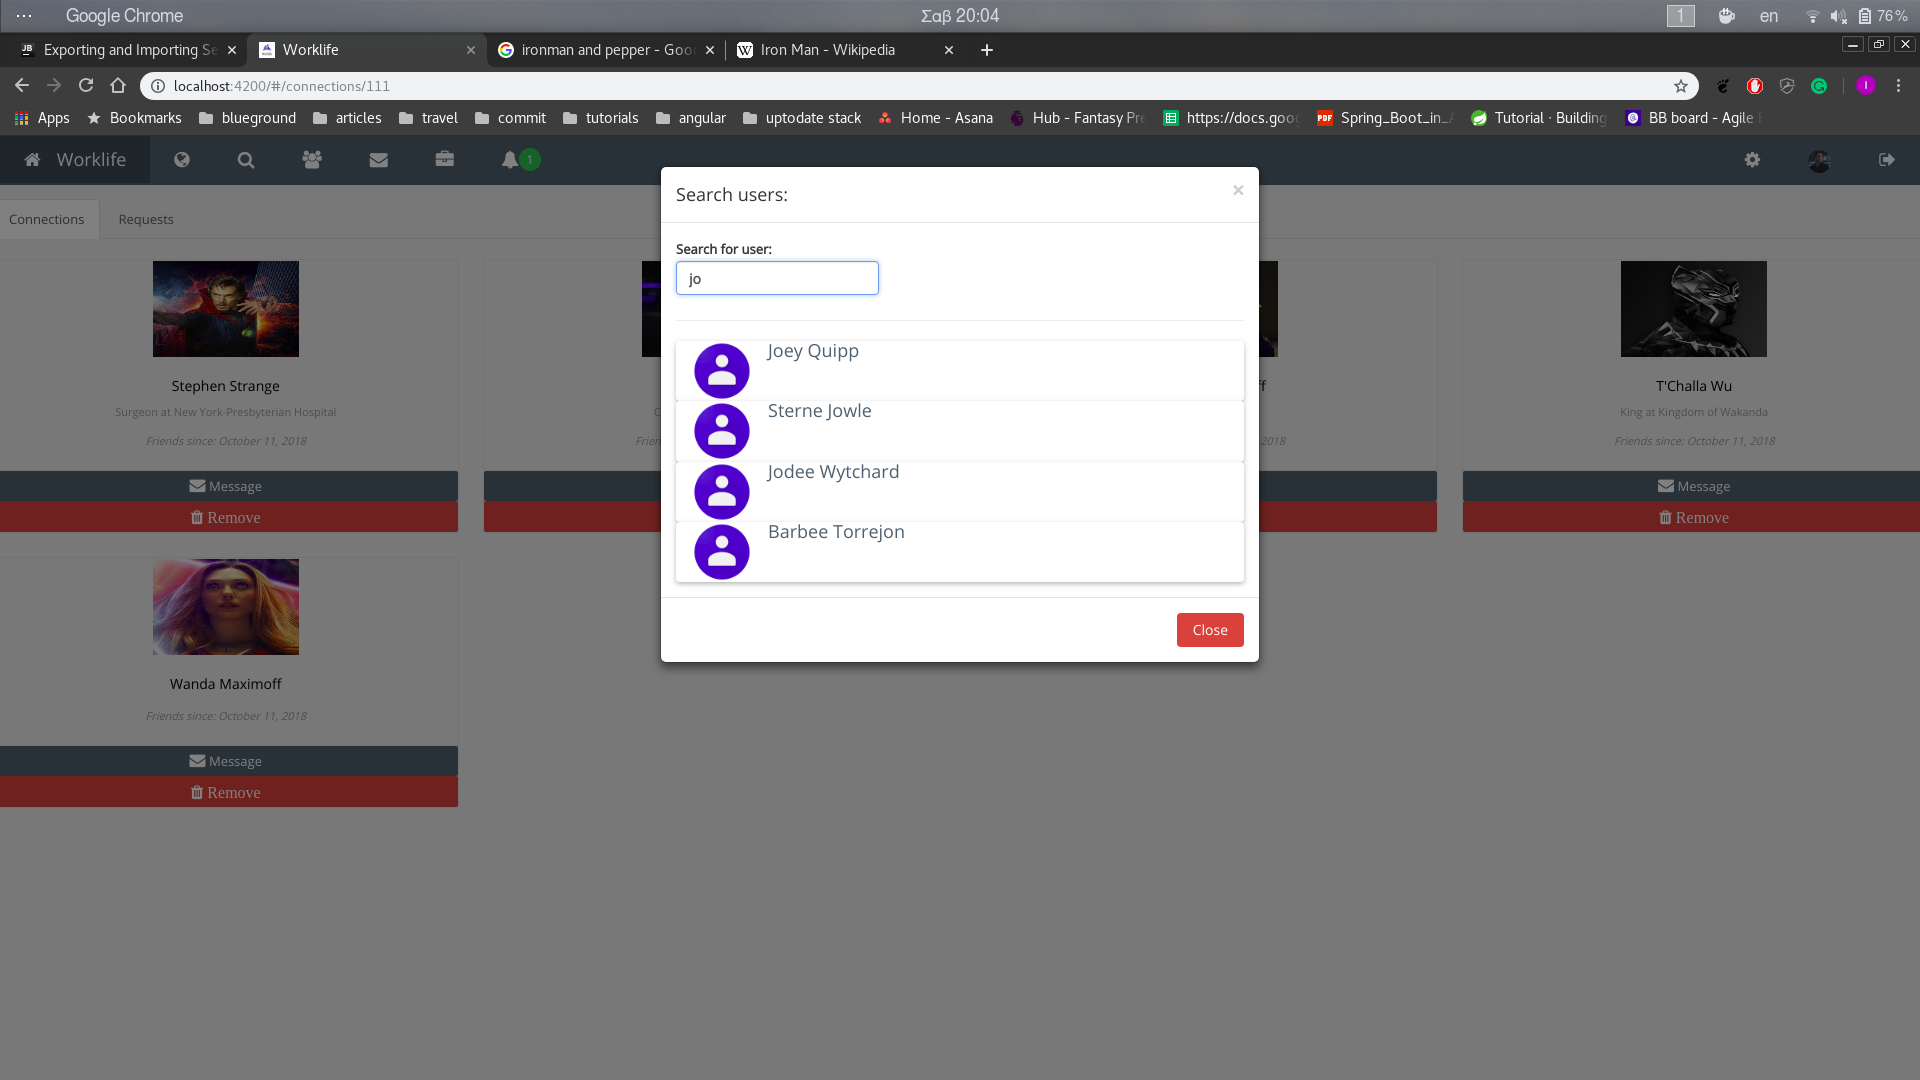 Google Chrome
Σαβ 20:04
1
en
76%
JB
Exporting and Importing Se
Worklife
ironman and pepper - Goo
W
Iron Man - Wikipedia
localhost:4200/#/connections/111
I
Apps
Bookmarks
blueground
articles
travel
commit
tutorials
angular
uptodate stack
Home - Asana
Hub - Fantasy Pre
https://docs.goog
PDF
Spring_Boot_in_
Tutorial · Building
BB board - Agile
Worklife
1
Connections
Requests
Search users:
×
Search for user:
jo
Joey Quipp
Sterne Jowle
Jodee Wytchard
Barbee Torrejon
Close
Stephen Strange
Surgeon at New York-Presbyterian Hospital
Friends since: October 11, 2018
Message
Remove
T'Challa Wu
King at Kingdom of Wakanda
Friends since: October 11, 2018
Message
Remove
Wanda Maximoff
Friends since: October 11, 2018
Message
Remove